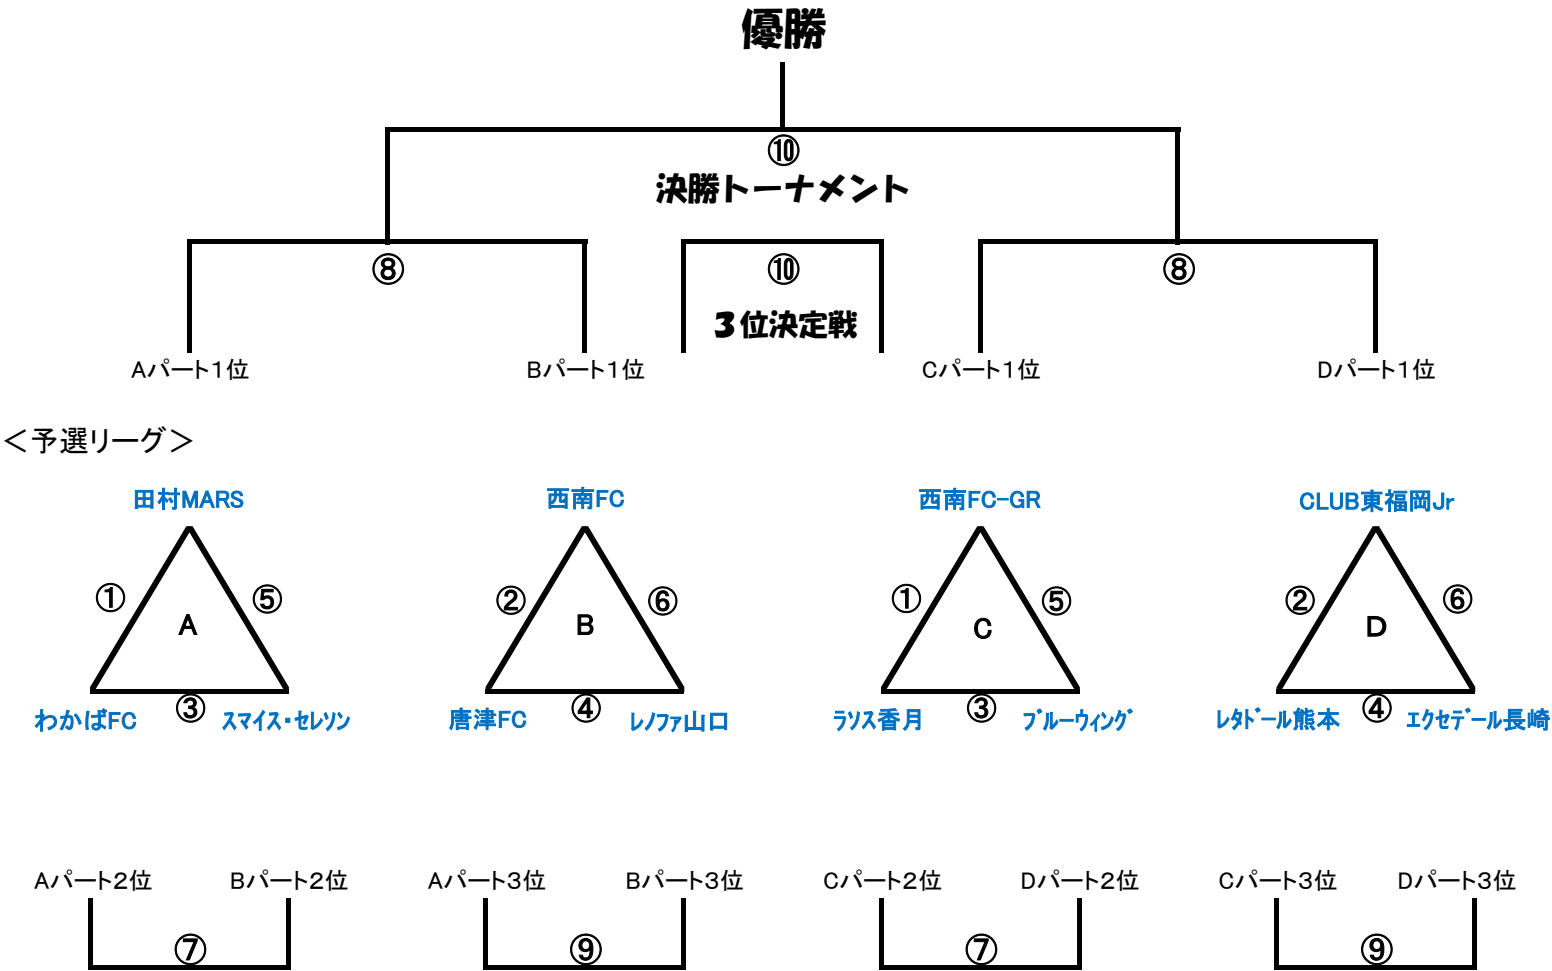 優勝
⑩
決勝トーナメント
⑧ ⑩ ⑧
3位決定戦
Aパート1位 Bパート1位 Cパート1位 Dパート1位
＜予選リーグ＞
田村MARS 西南FC 西南FC-GR CLUB東福岡Jr
① ⑤ ② ⑥ ① ⑤ ② ⑥
A B C D
わかばFC ③ スマイス・セレソン 唐津FC ④ レノファ山口 ラソス香月 ③ ブルーウィング レタドール熊本 ④ エクセデール長崎
Aパート2位 Bパート2位 Aパート3位 Bパート3位 Cパート2位 Dパート2位 Cパート3位 Dパート3位
⑦ ⑨ ⑦ ⑨